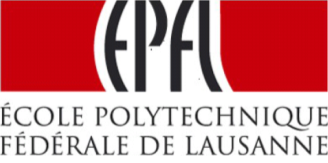 EPFL
ÉCOLE POLYTECHNIQUE
FÉDÉRALE DE LAUSANNE